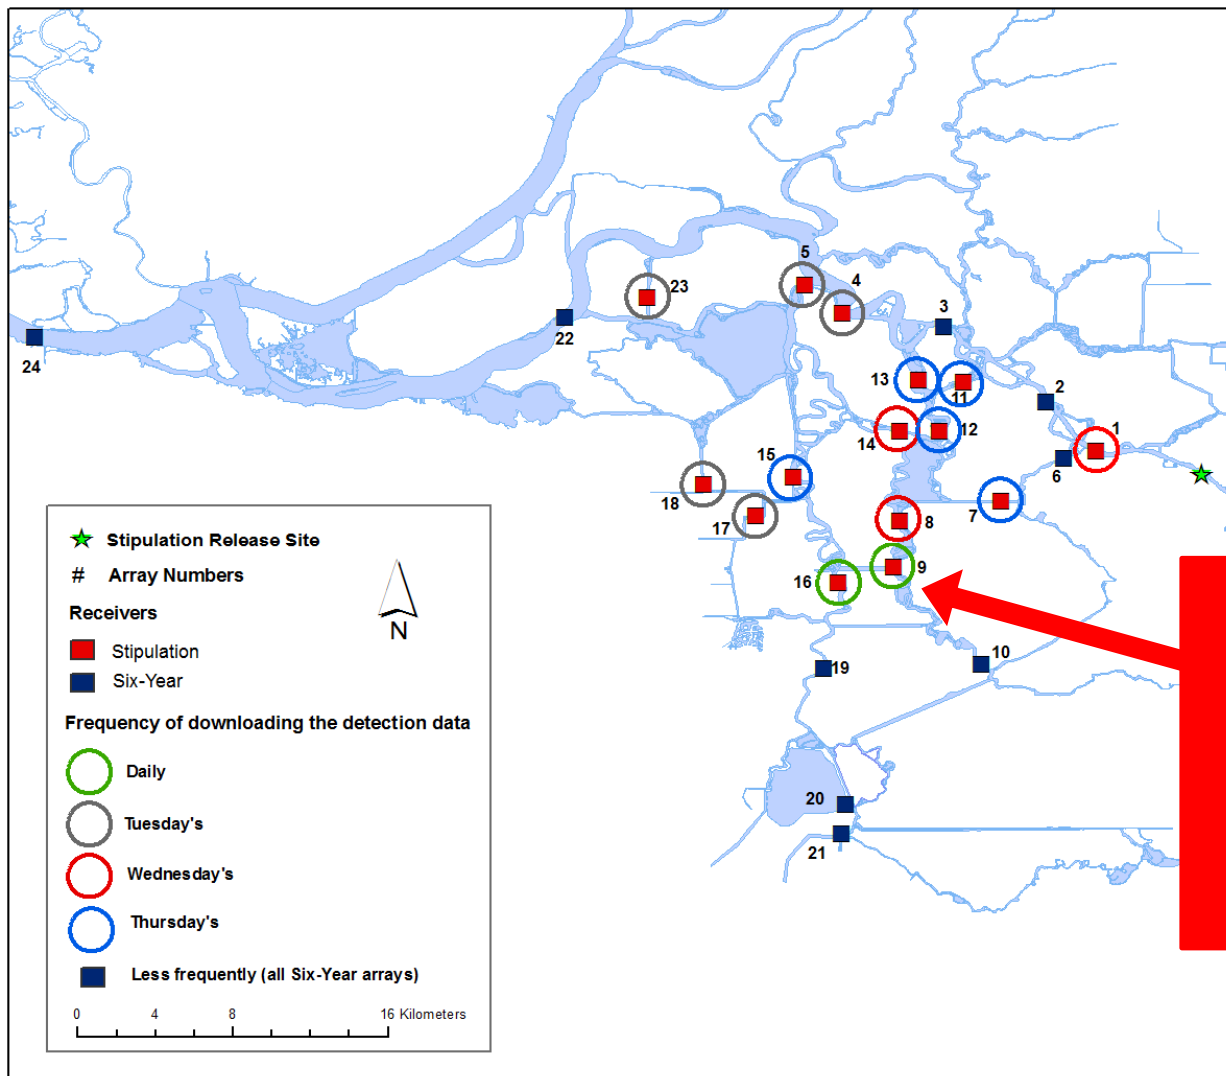 5
4
23
3
22
24
13
11
2
12
14
1
15
6
18
7
17
8
9
16
10
19
20
21
N
Stipulation Release Site
# Array Numbers
Receivers
Stipulation
Six-Year
Frequency of downloading the detection data
Daily
Tuesday's
Wednesday's
Thursday's
Less frequently (all Six-Year arrays)
0 4 8 16 Kilometers